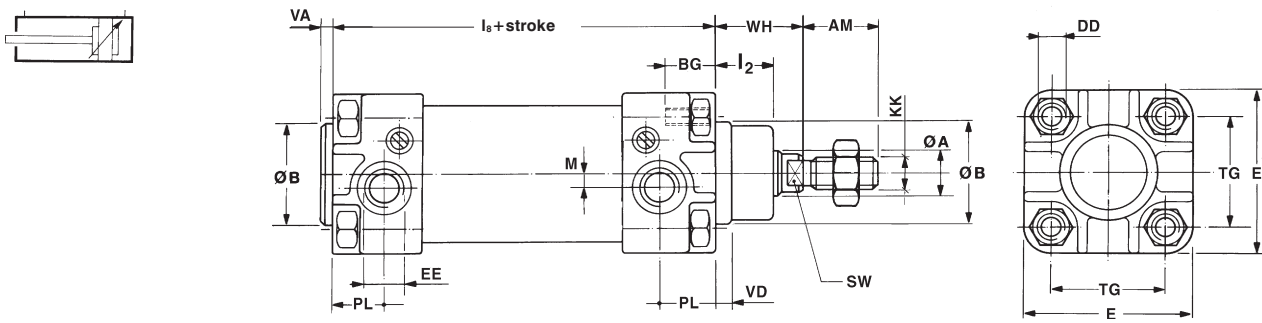 VA
l₈+stroke
WH
AM
DD
BG
l₂
KK
ØA
M
ØB
ØB
TG
E
EE
PL
PL
VD
SW
TG
E